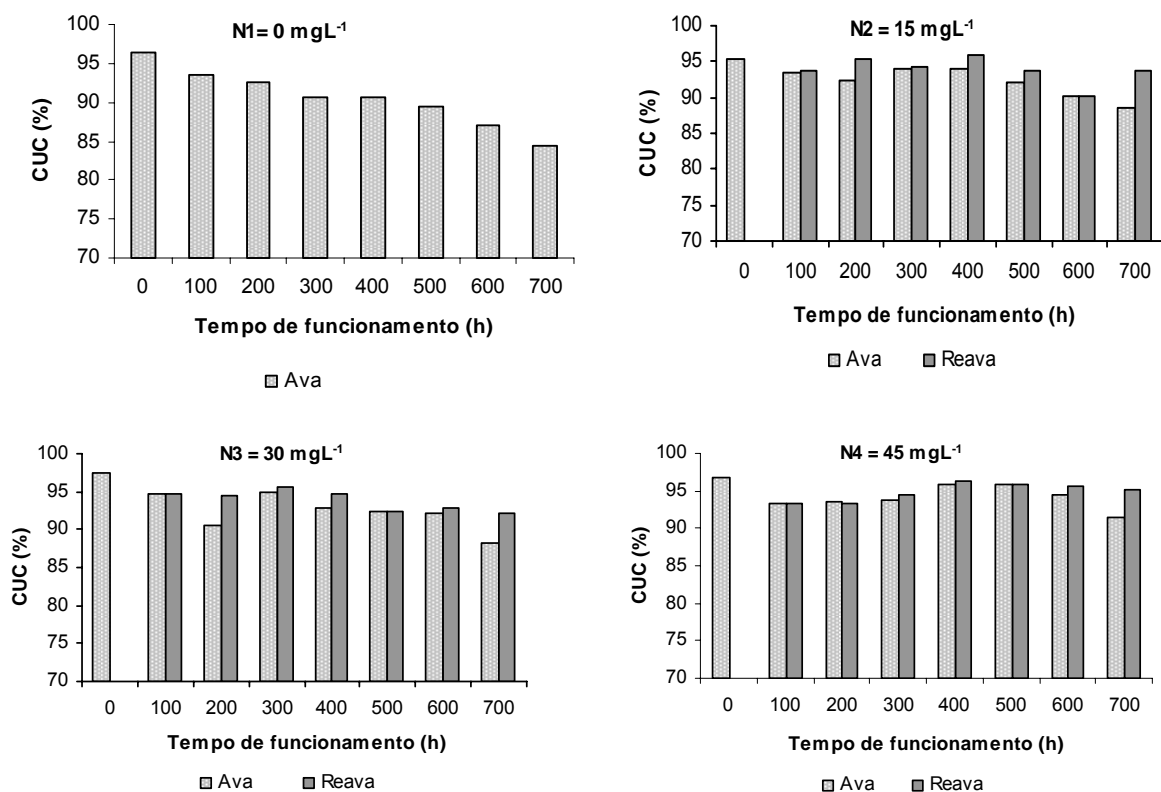 N1= 0 mgL⁻¹
CUC (%)
100
95
90
85
80
75
70
0 100 200 300 400 500 600 700
Tempo de funcionamento (h)
Ava
N2 = 15 mgL⁻¹
CUC (%)
100
95
90
85
80
75
70
0 100 200 300 400 500 600 700
Tempo de funcionamento (h)
Ava Reava
N3 = 30 mgL⁻¹
CUC (%)
100
95
90
85
80
75
70
0 100 200 300 400 500 600 700
Tempo de funcionamento (h)
Ava Reava
N4 = 45 mgL⁻¹
CUC (%)
100
95
90
85
80
75
70
0 100 200 300 400 500 600 700
Tempo de funcionamento (h)
Ava Reava